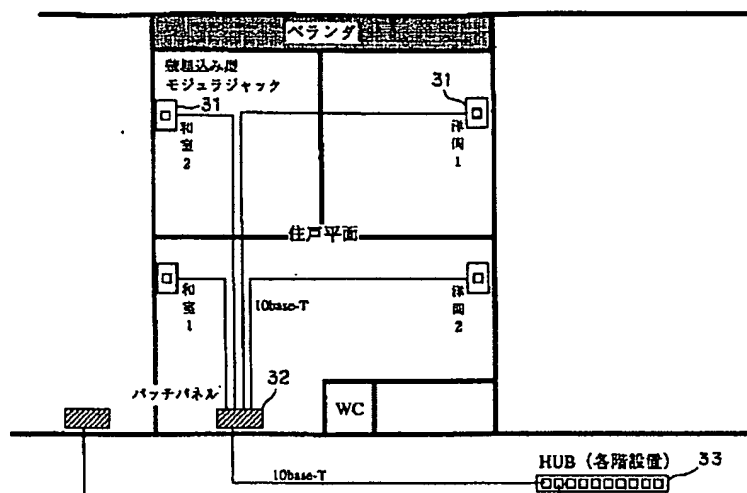 ベランダ
壁組込み型
モジュラジャック
31
31
和室2
洋間1
住戸平面
和室1
10base-T
洋間2
パッチパネル
32
WC
HUB (各階設置)
33
10base-T